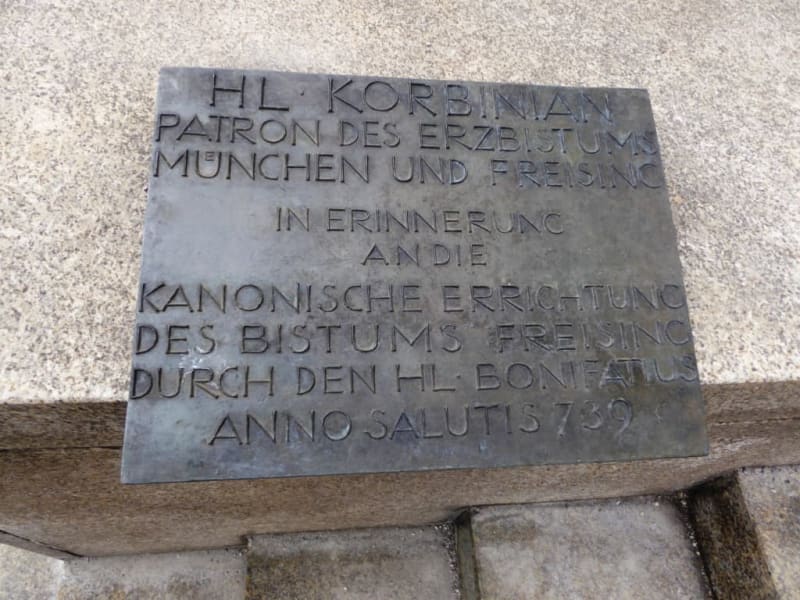 HL KORBINIAN
PATRON DES ERZBISTUMS
MUENCHEN UND FREISING
IN ERINNERUNG
AN DIE
KANONISCHE ERRICHTUNG
DES BISTUMS FREISING
DURCH DEN HL. BONIFATIUS
ANNO SALUTIS 739